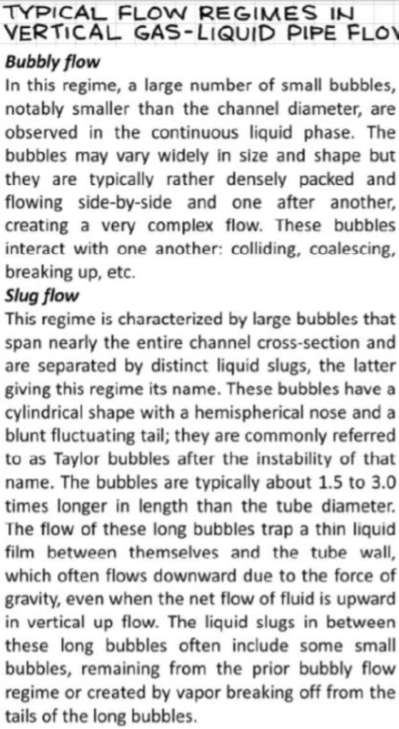 TYPICAL FLOW REGIMES IN
VERTICAL GAS-LIQUID PIPE FLOW
Bubbly flow
In this regime, a large number of small bubbles,
notably smaller than the channel diameter, are
observed in the continuous liquid phase. The
bubbles may vary widely in size and shape but
they are typically rather densely packed and
flowing side-by-side and one after another,
creating a very complex flow. These bubbles
interact with one another: colliding, coalescing,
breaking up, etc.
Slug flow
This regime is characterized by large bubbles that
span nearly the entire channel cross-section and
are separated by distinct liquid slugs, the latter
giving this regime its name. These bubbles have a
cylindrical shape with a hemispherical nose and a
blunt fluctuating tail; they are commonly referred
to as Taylor bubbles after the instability of that
name. The bubbles are typically about 1.5 to 3.0
times longer in length than the tube diameter.
The flow of these long bubbles trap a thin liquid
film between themselves and the tube wall,
which often flows downward due to the force of
gravity, even when the net flow of fluid is upward
in vertical up flow. The liquid slugs in between
these long bubbles often include some small
bubbles, remaining from the prior bubbly flow
regime or created by vapor breaking off from the
tails of the long bubbles.